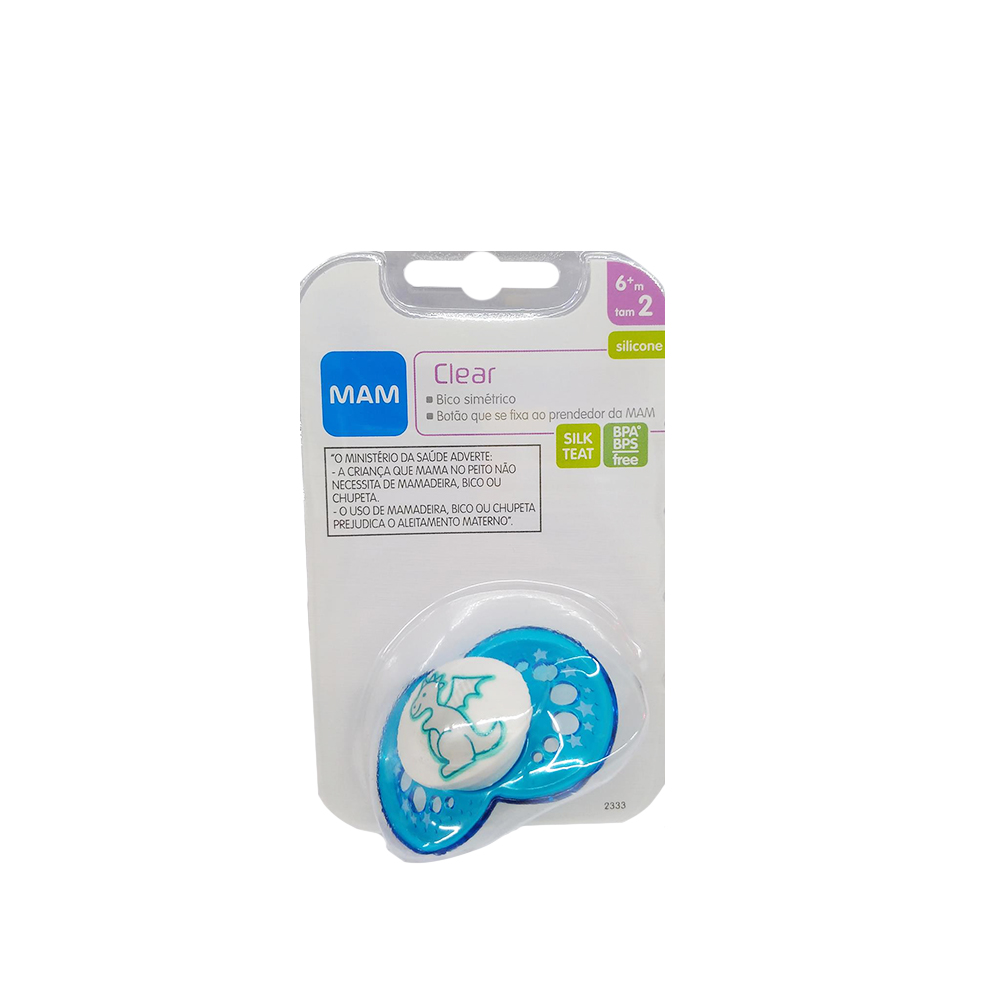 6+m
tam 2
silicone
MAM
Clear
Bico simétrico
Botão que se fixa ao prendedor da MAM
SILK
TEAT
BPA°
BPS
free
"O MINISTÉRIO DA SAÚDE ADVERTE:
- A CRIANÇA QUE MAMA NO PEITO NÃO
NECESSITA DE MAMADEIRA, BICO OU
CHUPETA.
- O USO DE MAMADEIRA, BICO OU CHUPETA
PREJUDICA O ALEITAMENTO MATERNO".
2333